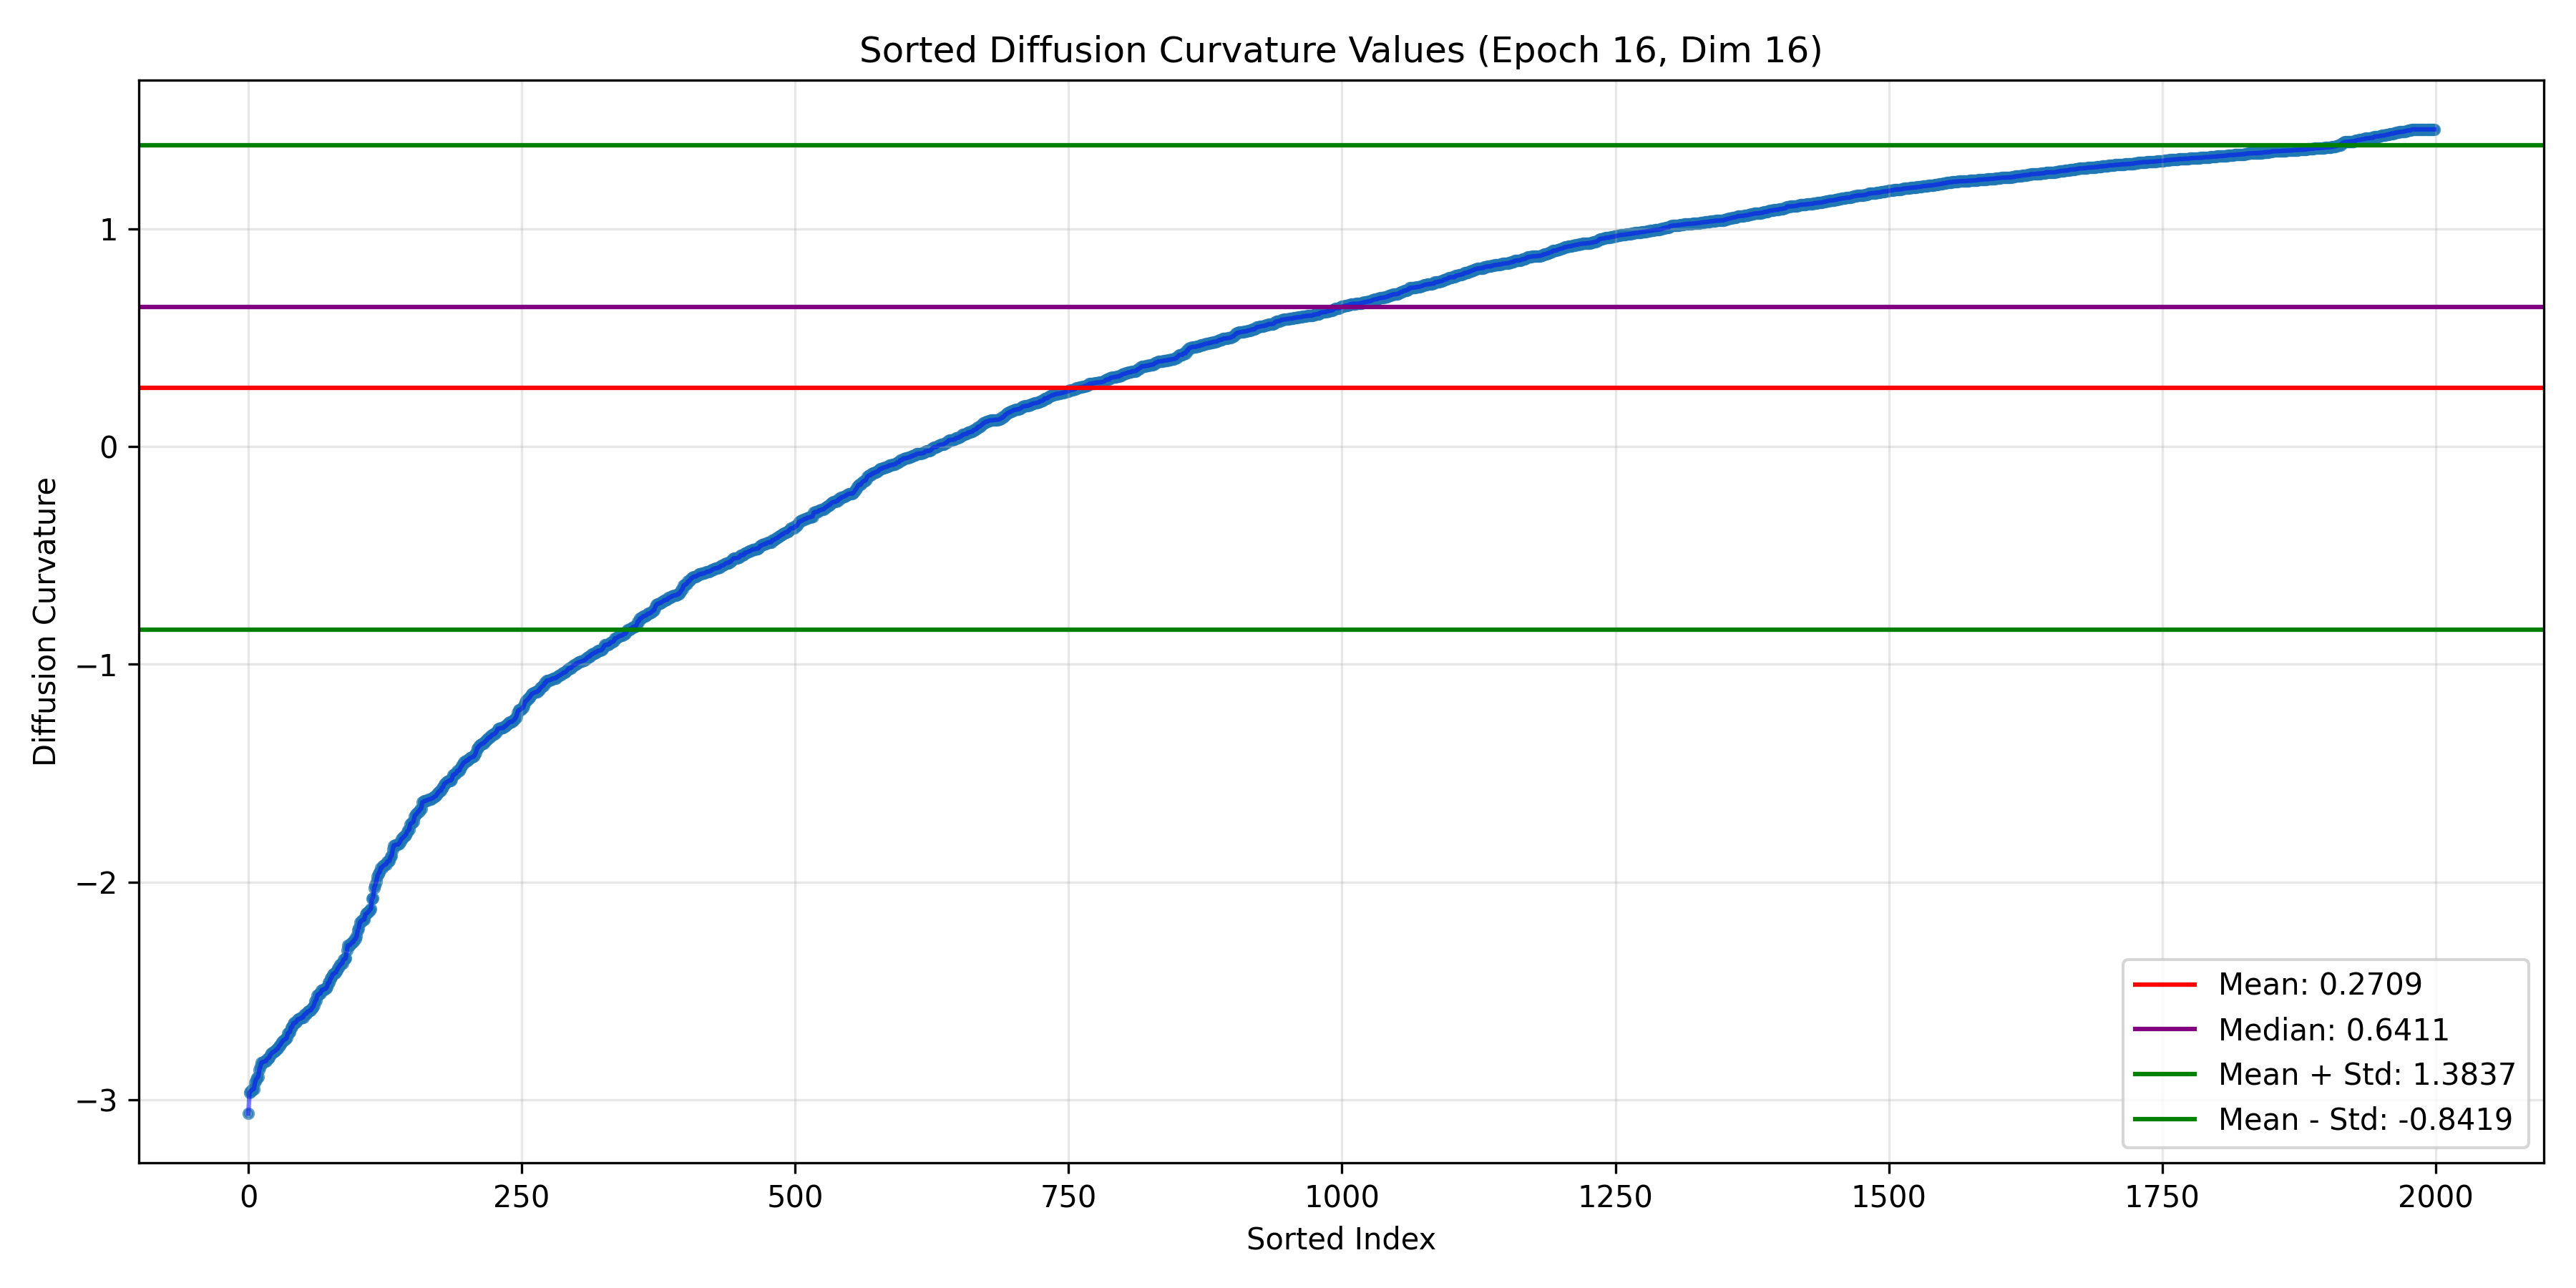 Sorted Diffusion Curvature Values (Epoch 16, Dim 16)
Diffusion Curvature
1
0
−1
−2
−3
0 250 500 750 1000 1250 1500 1750 2000
Sorted Index
Mean: 0.2709
Median: 0.6411
Mean + Std: 1.3837
Mean - Std: -0.8419